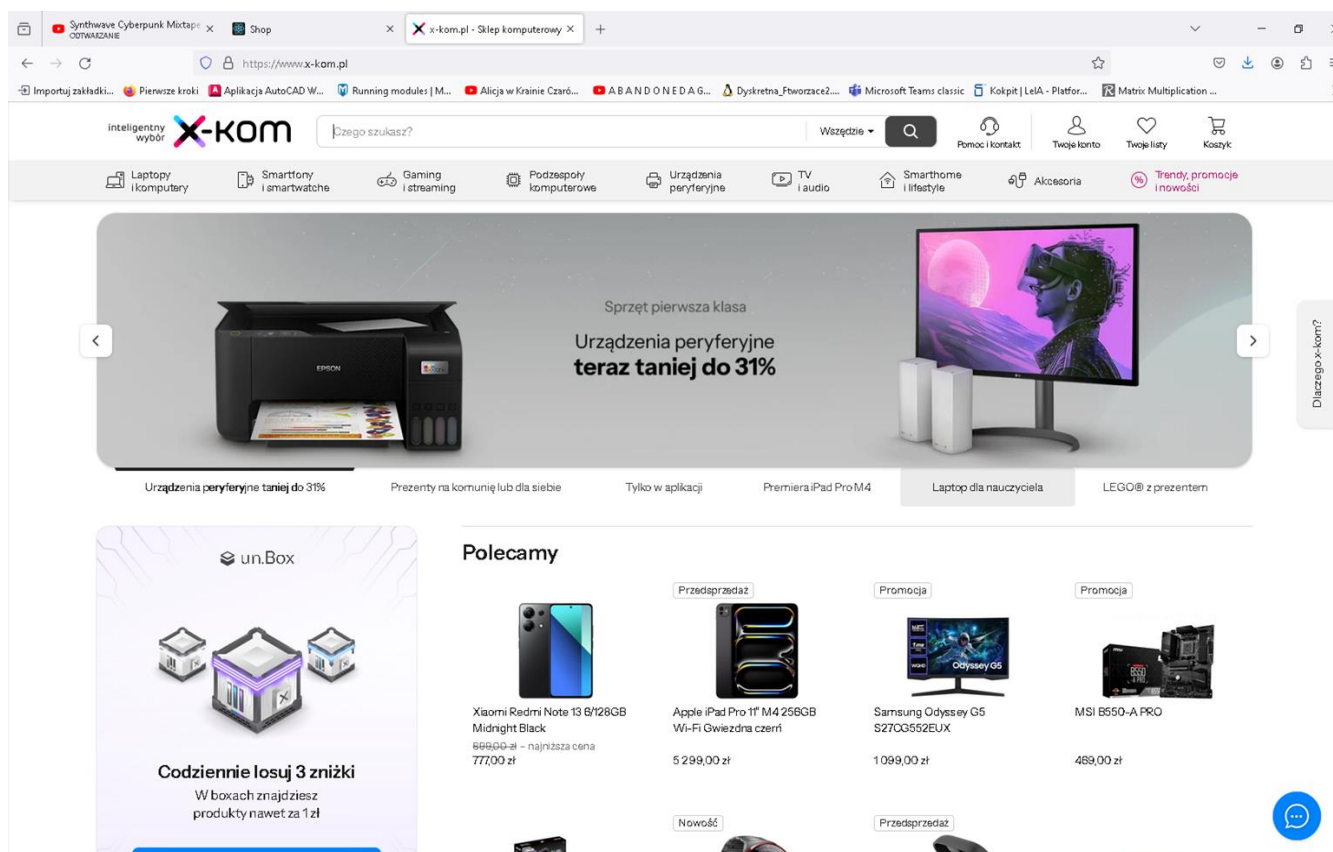 Synthwave Cyberpunk Mixtape
ODTWARZANIE
Shop
x-kom.pl - Sklep komputerowy
https://www.x-kom.pl
Importuj zakładki...
Pierwsze kroki
Aplikacja AutoCAD W...
Running modules | M...
Alicja w Krainie Czaró...
A B A N D O N E D A G...
Dyskretna_Ftworzace2....
Microsoft Teams classic
Kokpit | LeIA - Platfor...
Matrix Multiplication ...
inteligentny
wybór
x-kom
Czego szukasz?
Wszędzie
Pomoc i kontakt
Twoje konto
Twoje listy
Koszyk
Laptopy
i komputery
Smartfony
i smartwatche
Gaming
i streaming
Podzespoły
komputerowe
Urządzenia
peryferyjne
TV
i audio
Smarthome
i lifestyle
Akcesoria
Trendy, promocje
i nowości
Sprzęt pierwsza klasa
Urządzenia peryferyjne
teraz taniej do 31%
EPSON
Dlaczego x-kom?
Urządzenia peryferyjne taniej do 31%
Prezenty na komunię lub dla siebie
Tylko w aplikacji
Premiera iPad Pro M4
Laptop dla nauczyciela
LEGO® z prezentem
un.Box
Codziennie losuj 3 zniżki
W boxach znajdziesz
produkty nawet za 1 zł
Polecamy
Xiaomi Redmi Note 13 6/128GB
Midnight Black
899,00 zł – najniższa cena
777,00 zł
Przedsprzedaż
Apple iPad Pro 11" M4 256GB
Wi-Fi Gwiezdna czerń
5 299,00 zł
Promocja
Odyssey G5
Samsung Odyssey G5
S27CG552EUX
1 099,00 zł
Promocja
MSI B550-A PRO
469,00 zł
Nowość
Przedsprzedaż